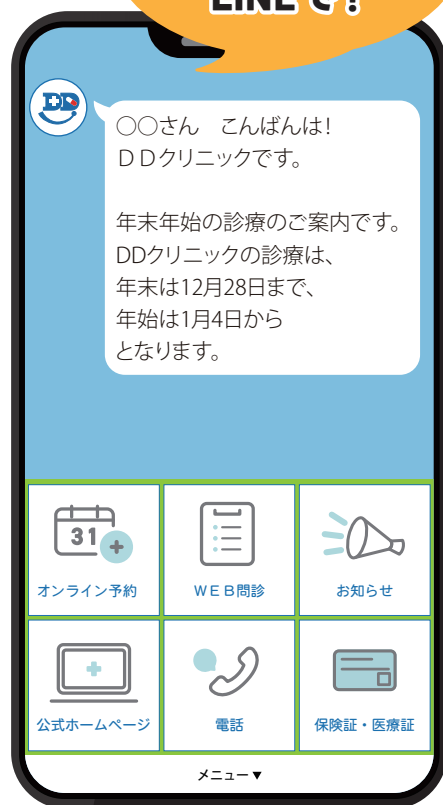 LINEで!
DD
○○さん　こんばんは!
ＤＤクリニックです。
年末年始の診療のご案内です。
DDクリニックの診療は、
年末は12月28日まで、
年始は1月4日から
となります。
31
オンライン予約
ＷＥＢ問診
お知らせ
公式ホームページ
電話
保険証・医療証
メニュー▼